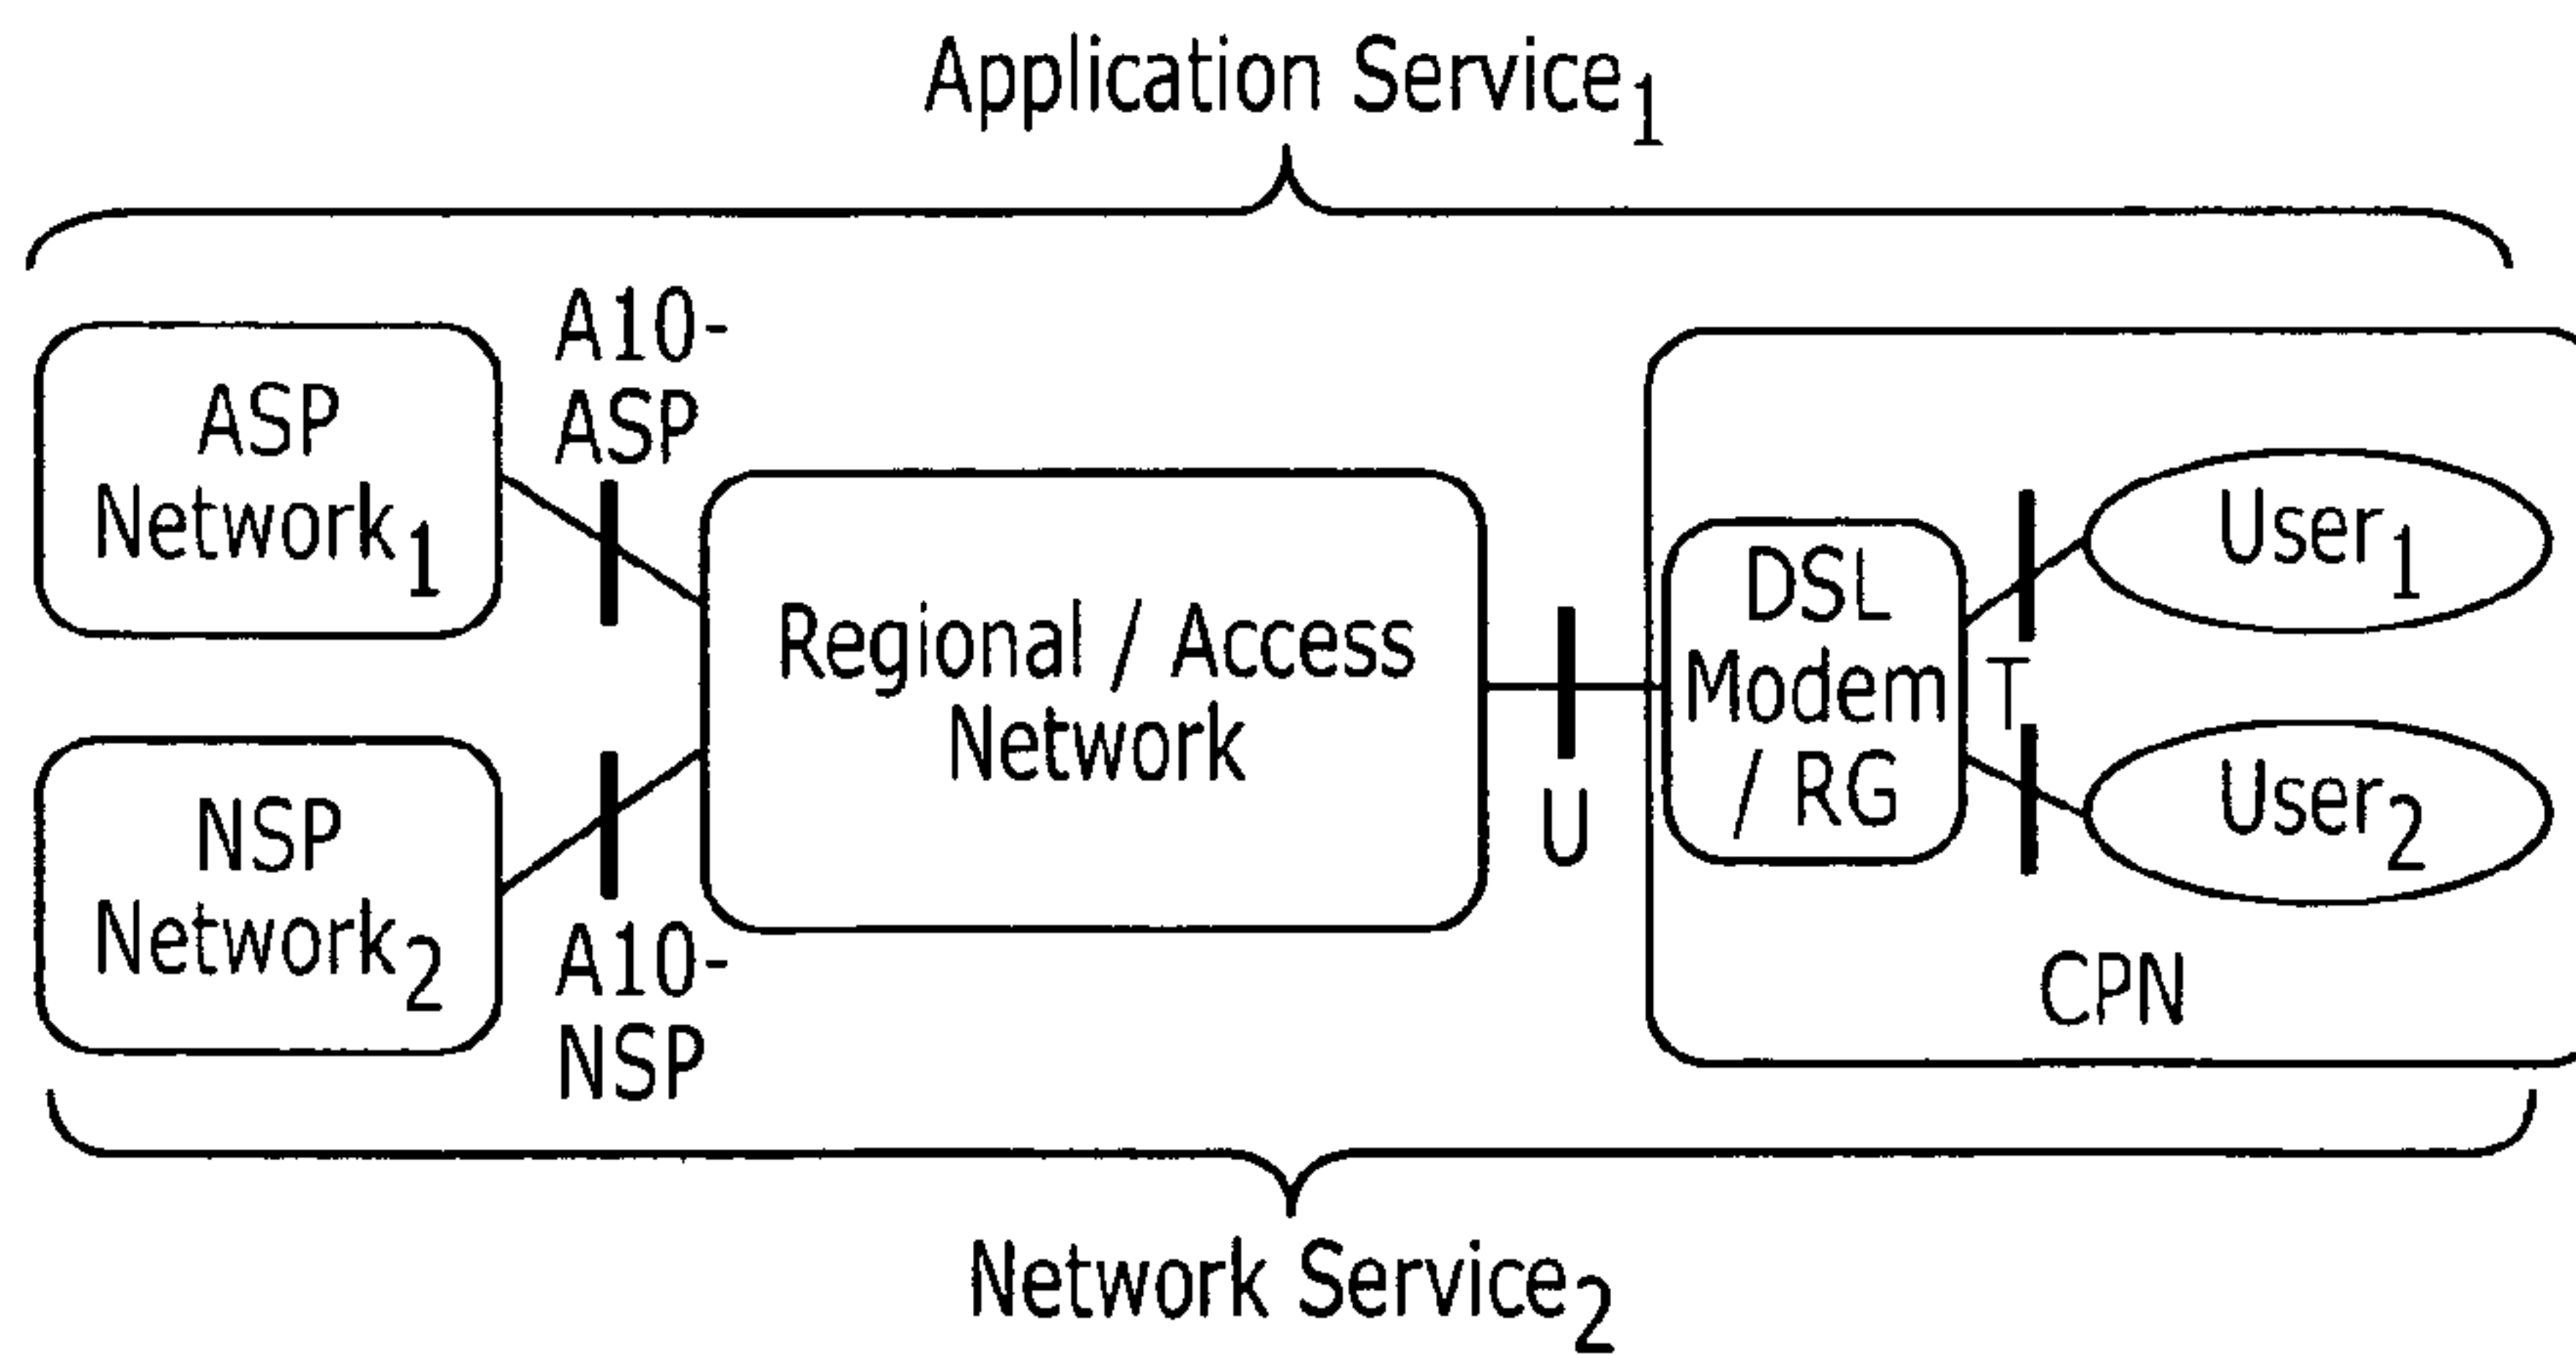 Application Service₁
A10-
ASP
ASP
Network₁
Regional / Access
Network
NSP
Network₂
A10-
NSP
U
DSL
Modem
/ RG
T
User₁
User₂
CPN
Network Service₂